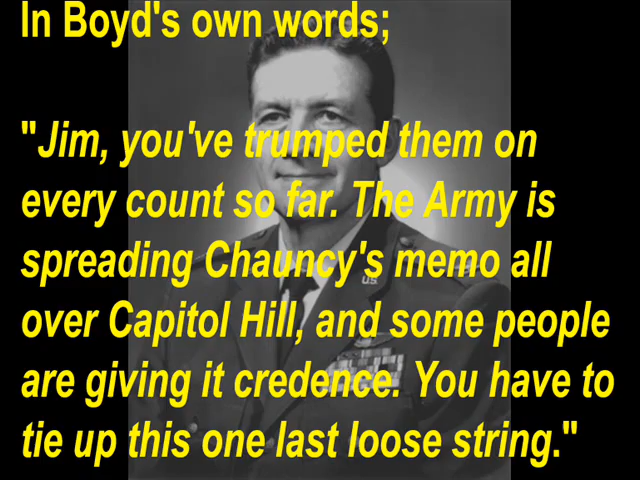 In Boyd's own words;
"Jim, you've trumped them on
every count so far. The Army is
spreading Chauncy's memo all
over Capitol Hill, and some people
are giving it credence. You have to
tie up this one last loose string."
U.S.